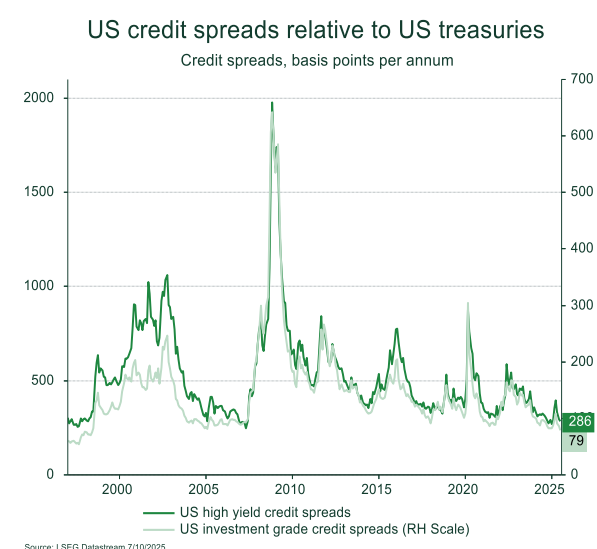 US credit spreads relative to US treasuries
Credit spreads, basis points per annum
700
2000
600
1500
500
400
1000
300
200
500
100
286
79
0
0
2000 2005 2010 2015 2020 2025
US high yield credit spreads
US investment grade credit spreads (RH Scale)
Source: LSEG Datastream 7/10/2025